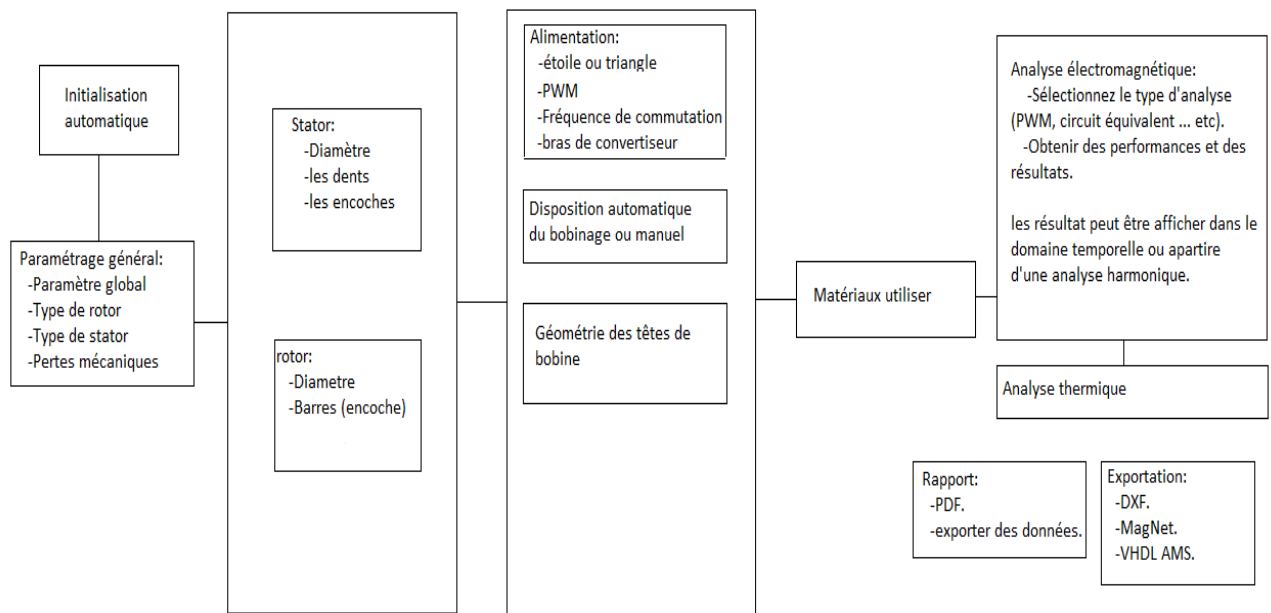 Initialisation
automatique
Paramétrage général:
-Paramètre global
-Type de rotor
-Type de stator
-Pertes mécaniques
Stator:
-Diamètre
-les dents
-les encoches
rotor:
-Diametre
-Barres (encoche)
Alimentation:
-étoile ou triangle
-PWM
-Fréquence de commutation
-bras de convertiseur
Disposition automatique
du bobinage ou manuel
Géométrie des têtes de
bobine
Matériaux utiliser
Analyse électromagnétique:
-Sélectionnez le type d'analyse
(PWM, circuit équivalent ... etc).
-Obtenir des performances et des
résultats.
les résultat peut être afficher dans le
domaine temporelle ou apartire
d'une analyse harmonique.
Analyse thermique
Rapport:
-PDF.
-exporter des données.
Exportation:
-DXF.
-MagNet.
-VHDL AMS.